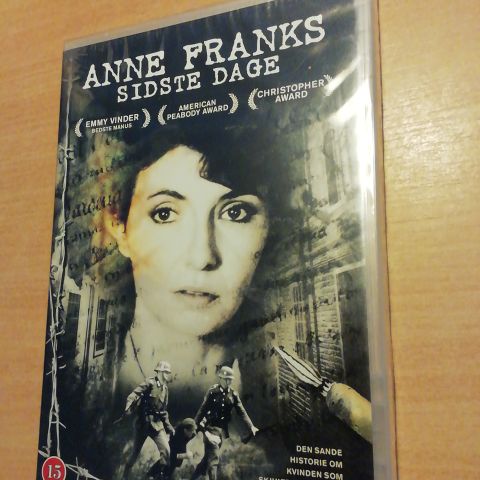 ANNE FRANKS
SIDSTE DAGE
EMMY VINDER
BEDSTE MANUS
AMERICAN
PEABODY AWARD
CHRISTOPHER
AWARD
DEN SANDE
HISTORIE OM
KVINDEN SOM
15